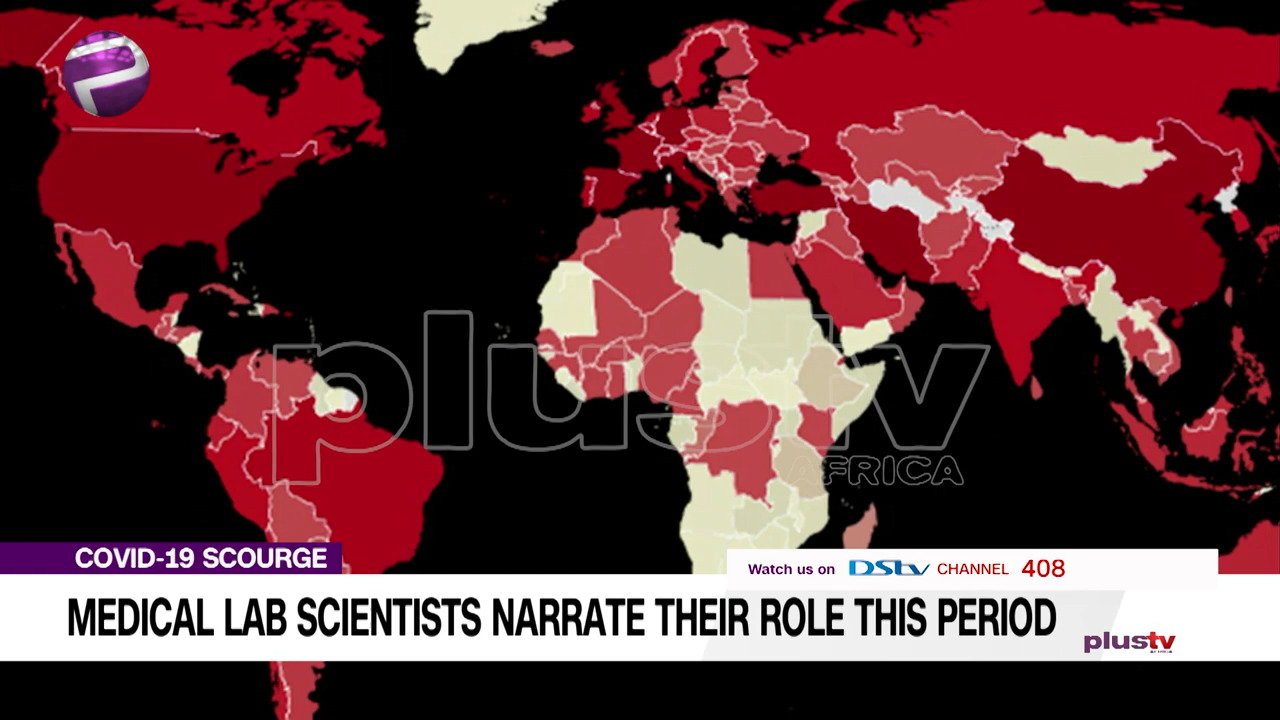 plustv
AFRICA
COVID-19 SCOURGE
Watch us on DStv CHANNEL 408
MEDICAL LAB SCIENTISTS NARRATE THEIR ROLE THIS PERIOD
plustv
AFRICA